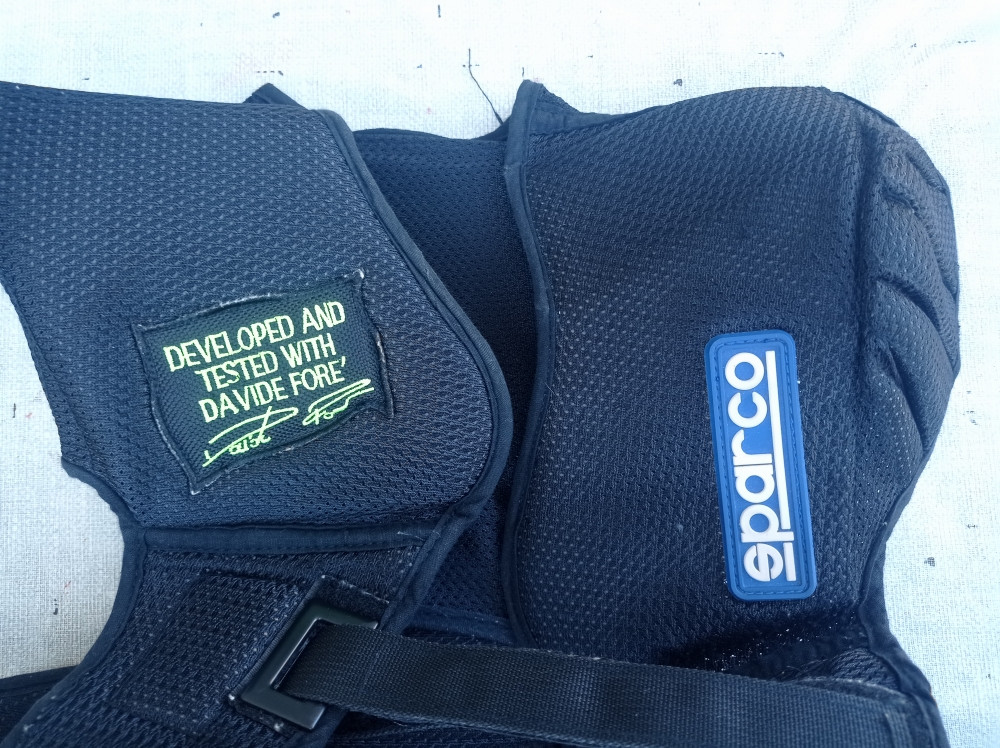 DEVELOPED AND
TESTED WITH
DAVIDE FORE'
sparco